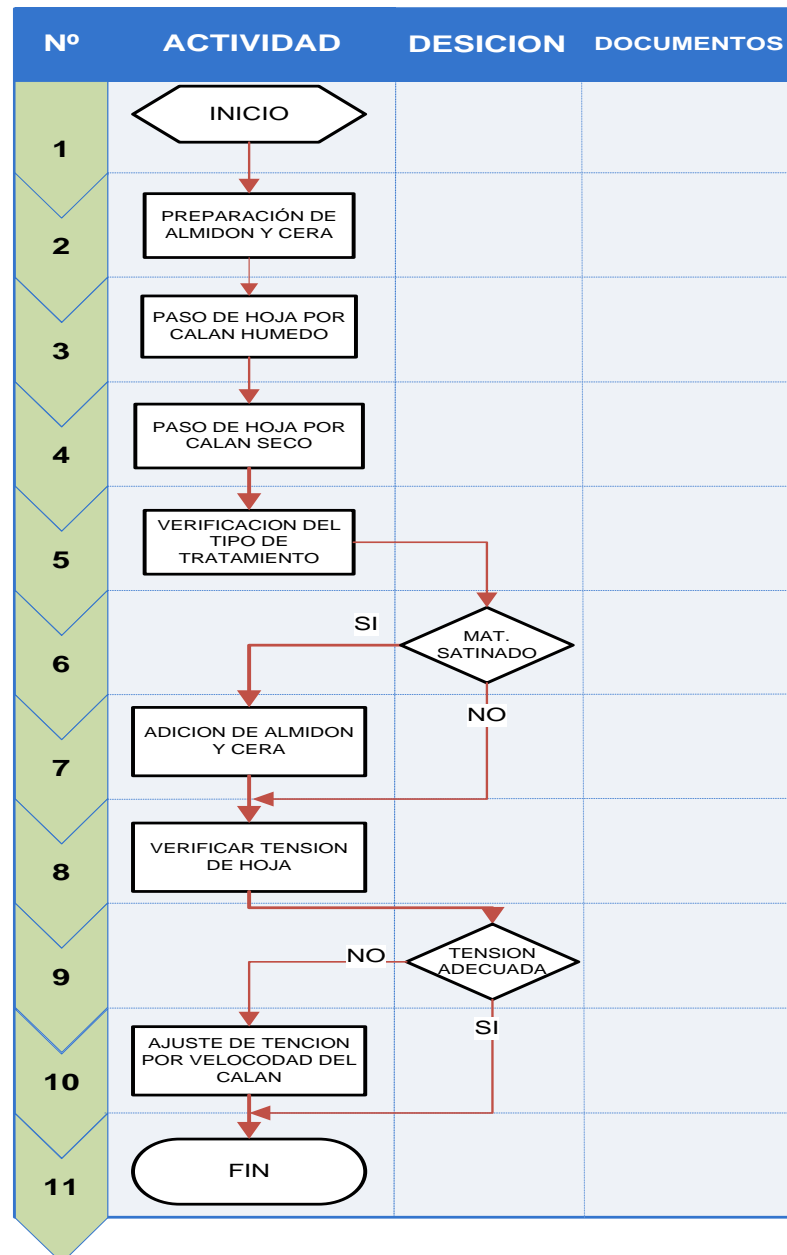 Nº ACTIVIDAD DESICION DOCUMENTOS
INICIO
1
PREPARACIÓN DE
ALMIDON Y CERA
2
PASO DE HOJA POR
CALAN HUMEDO
3
PASO DE HOJA POR
CALAN SECO
4
VERIFICACION DEL
TIPO DE
TRATAMIENTO
5
SI
MAT.
SATINADO
6
NO
ADICION DE ALMIDON
Y CERA
7
VERIFICAR TENSION
DE HOJA
8
NO
TENSION
ADECUADA
9
SI
AJUSTE DE TENCION
POR VELOCODAD DEL
CALAN
10
FIN
11